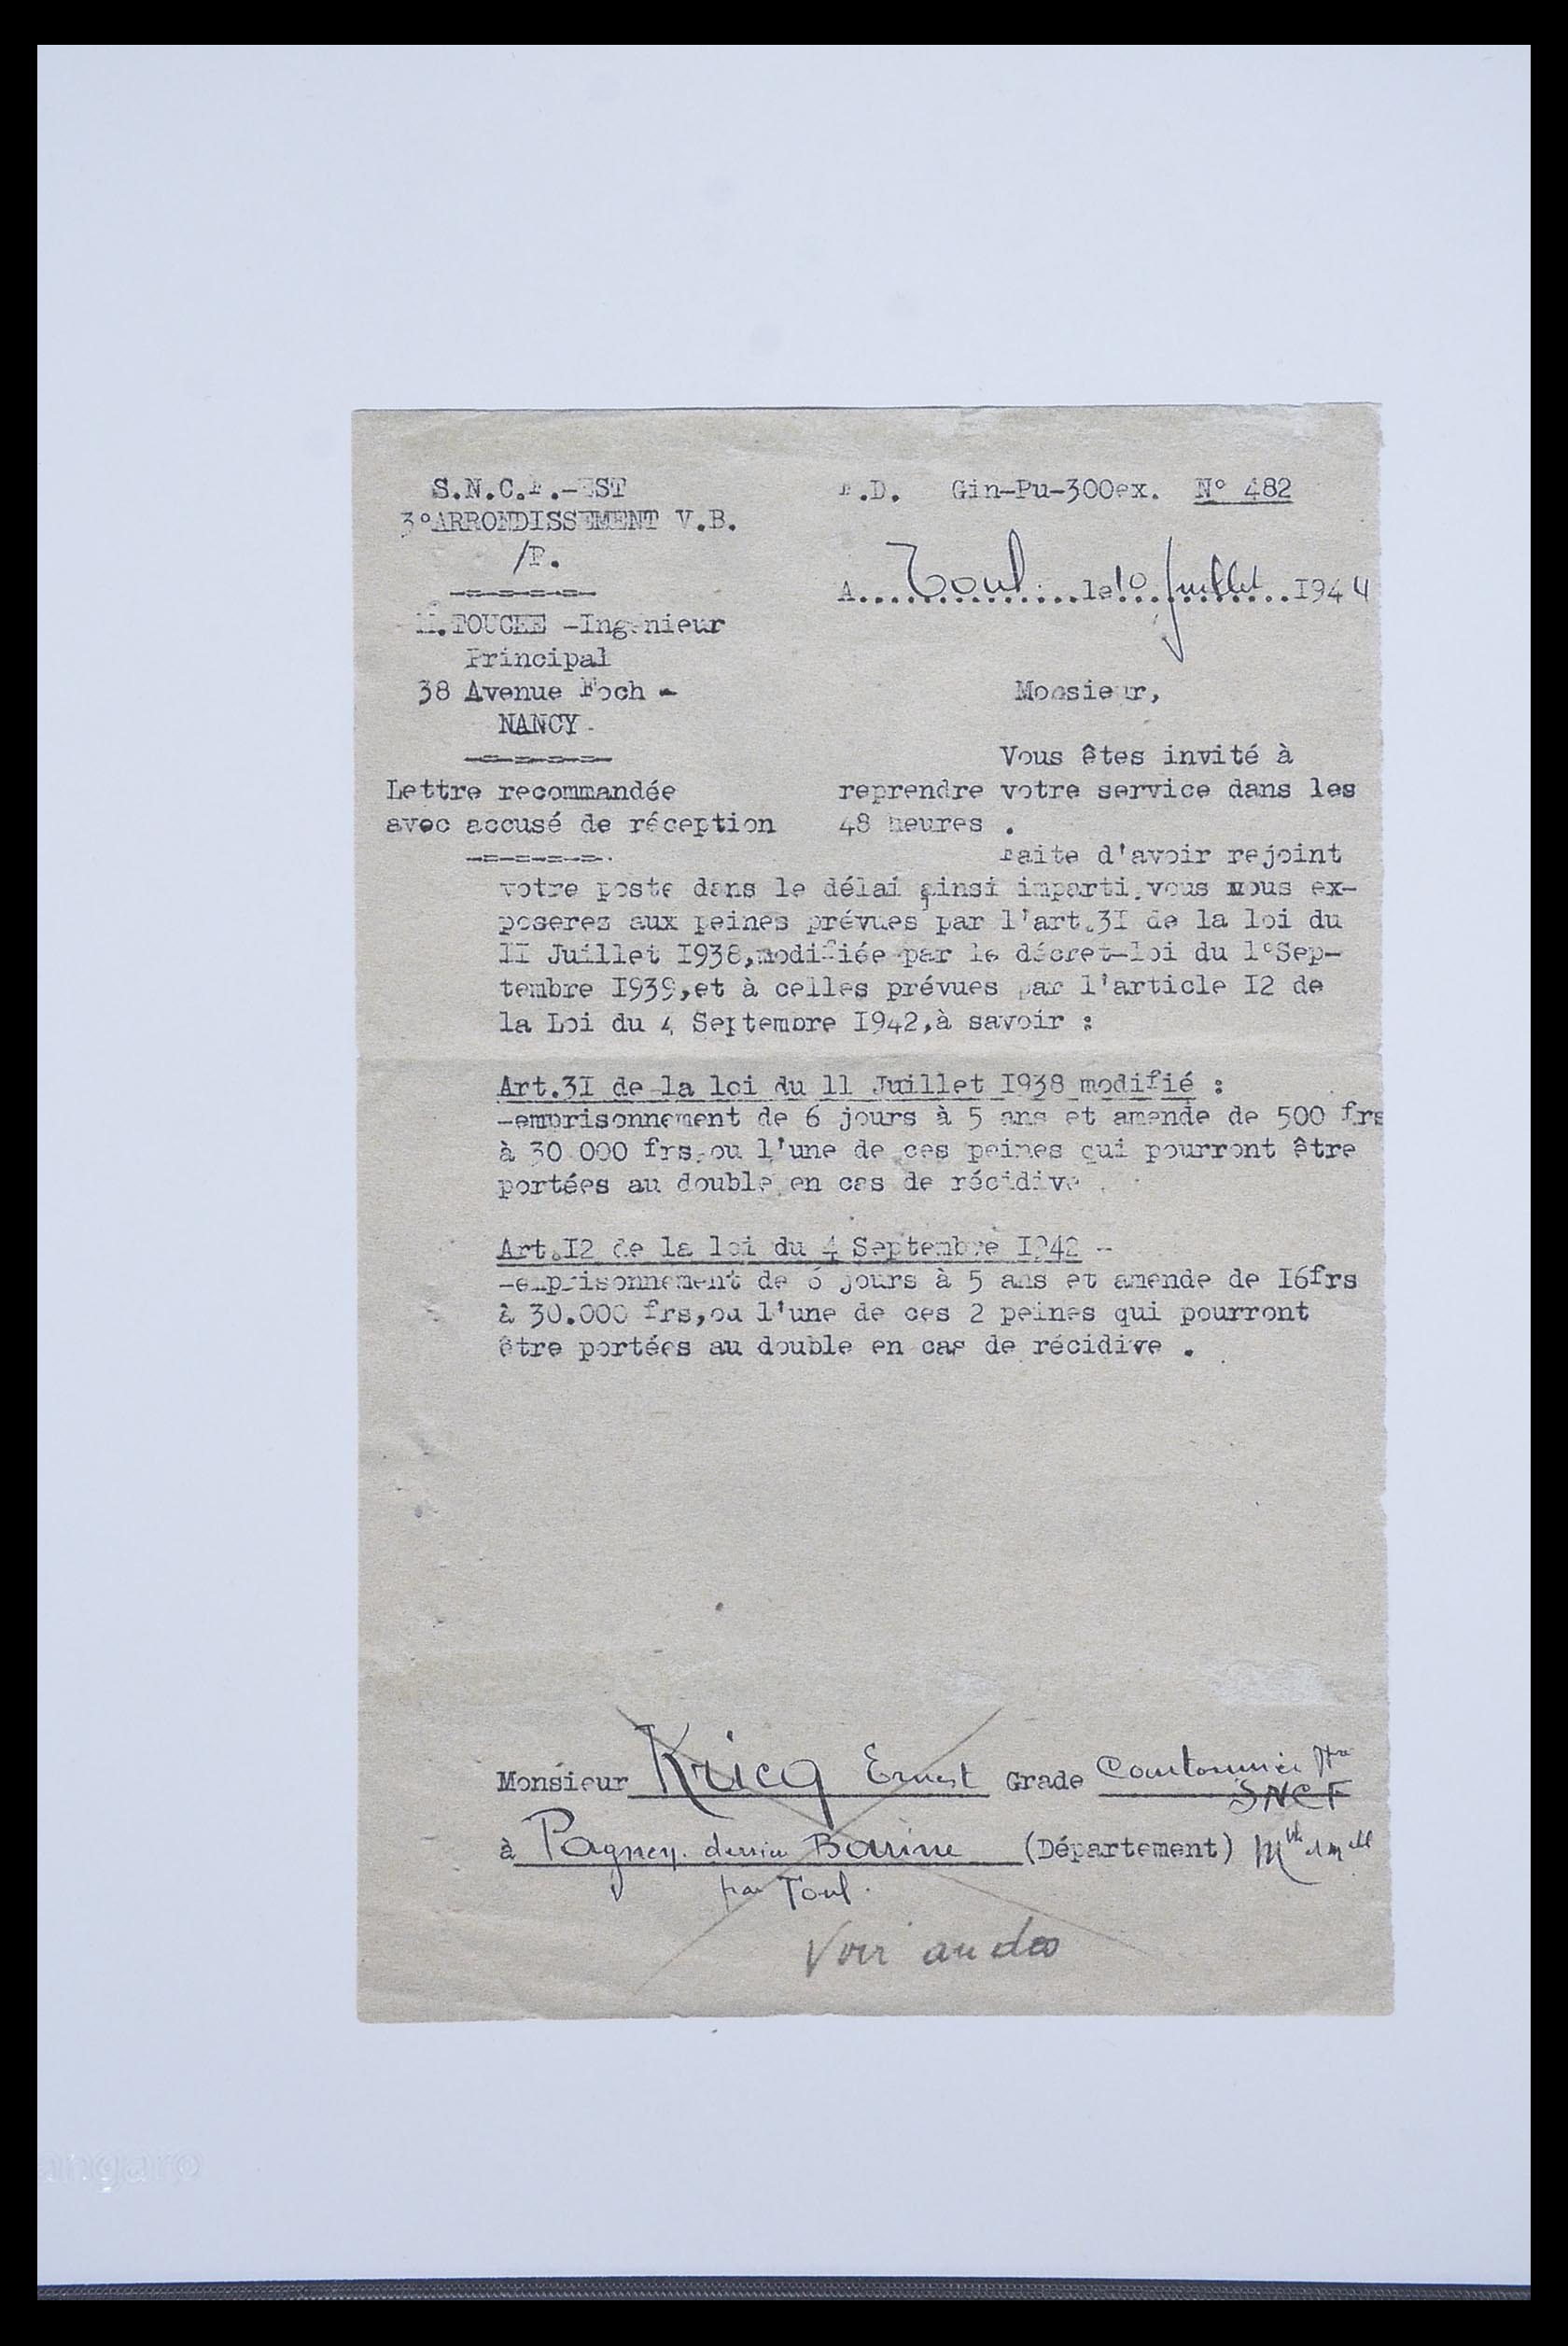 S.N.C.F.-EST
3°ARRONDISSEMENT V.B.
/P.
M.TOUCHE -Ingénieur
Principal
38 Avenue Foch -
NANCY-
Lettre recommandée
avec accusé de réception
.D. Gin-Pu-300ex. N° 482
A Toul le 10 Juillet 1944
Monsieur,
Vous êtes invité à
reprendre votre service dans les
48 heures .
Faite d'avoir rejoint
votre poste dans le délai ainsi imparti,vous vous ex-
poserez aux peines prévues par l'art.3I de la loi du
II Juillet I938,modifiée par le décret-loi du 1°Sep-
tembre I939,et à celles prévues par l'article I2 de
la Loi du 4 Septembre I942,à savoir :
Art.3I de la loi du 11 Juillet I938 modifié :
-emprisonnement de 6 jours à 5 ans et amende de 500 frs
à 30 000 frs,ou l'une de ces peines qui pourront être
portées au double en cas de récidive .
Art.I2 de la loi du 4 Septembre I942 -
-emprisonnement de 6 jours à 5 ans et amende de I6frs
à 30.000 frs,ou l'une de ces 2 peines qui pourront
être portées au double en cas de récidive .
Monsieur Kricq Ernest Grade Cantonnier
SNCF
à Pagney derrière Barine (Département) Mthe et Mlle
par Toul.
Voir au dos
angaro